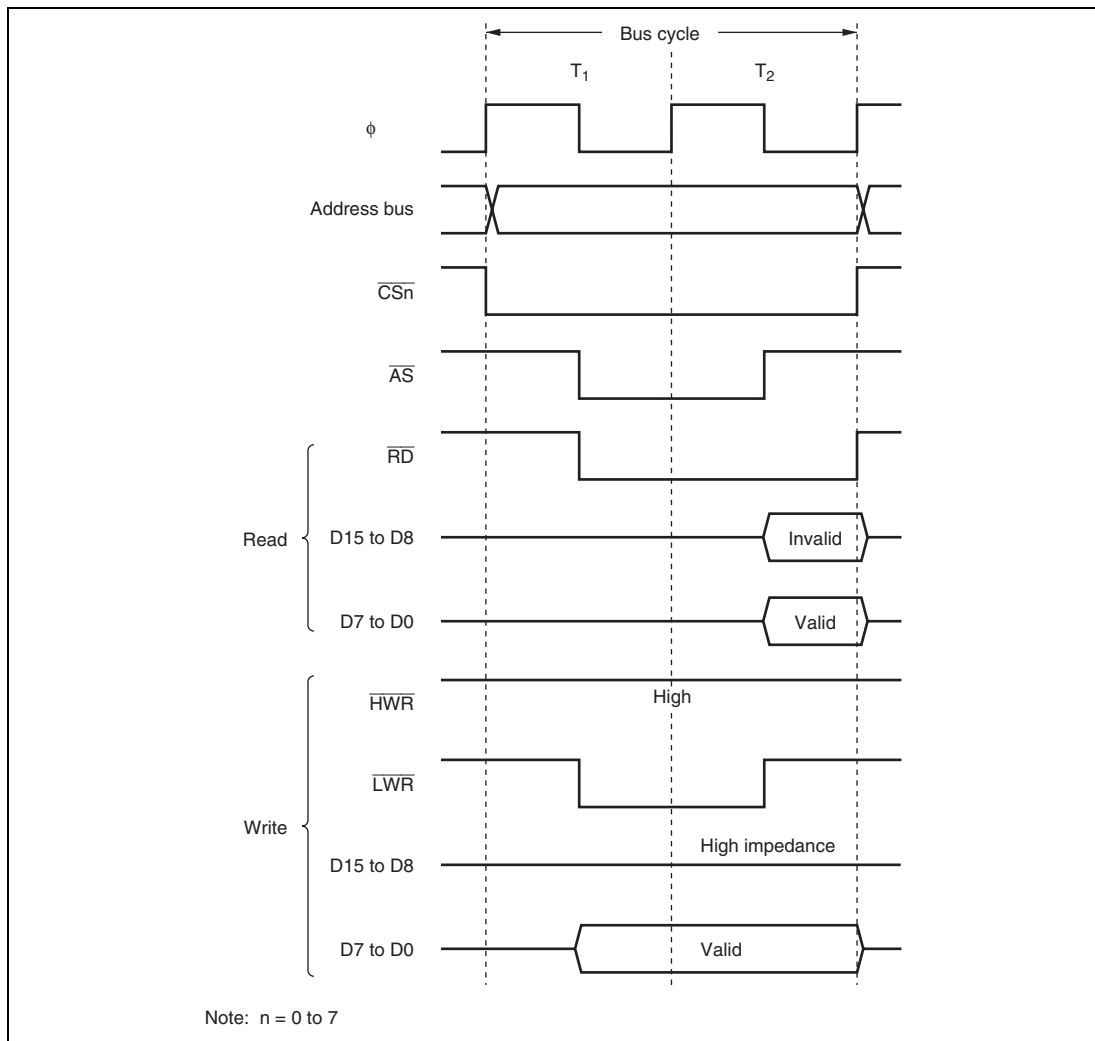 Bus cycle
T1 T2
ϕ
Address bus
CSn
AS
RD
Read
D15 to D8 Invalid
D7 to D0 Valid
HWR High
LWR
Write
D15 to D8 High impedance
D7 to D0 Valid
Note: n = 0 to 7